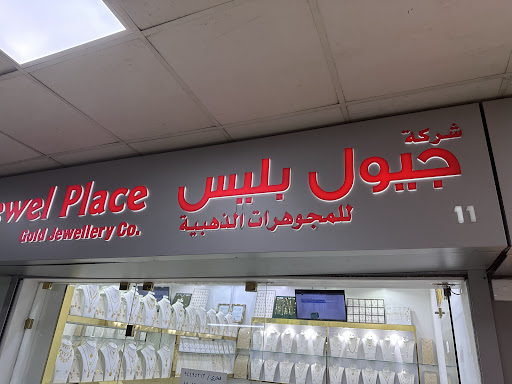 شركة
جيول بليس
للمجوهرات الذهبية
ewel Place
Gold Jewellery Co.
11